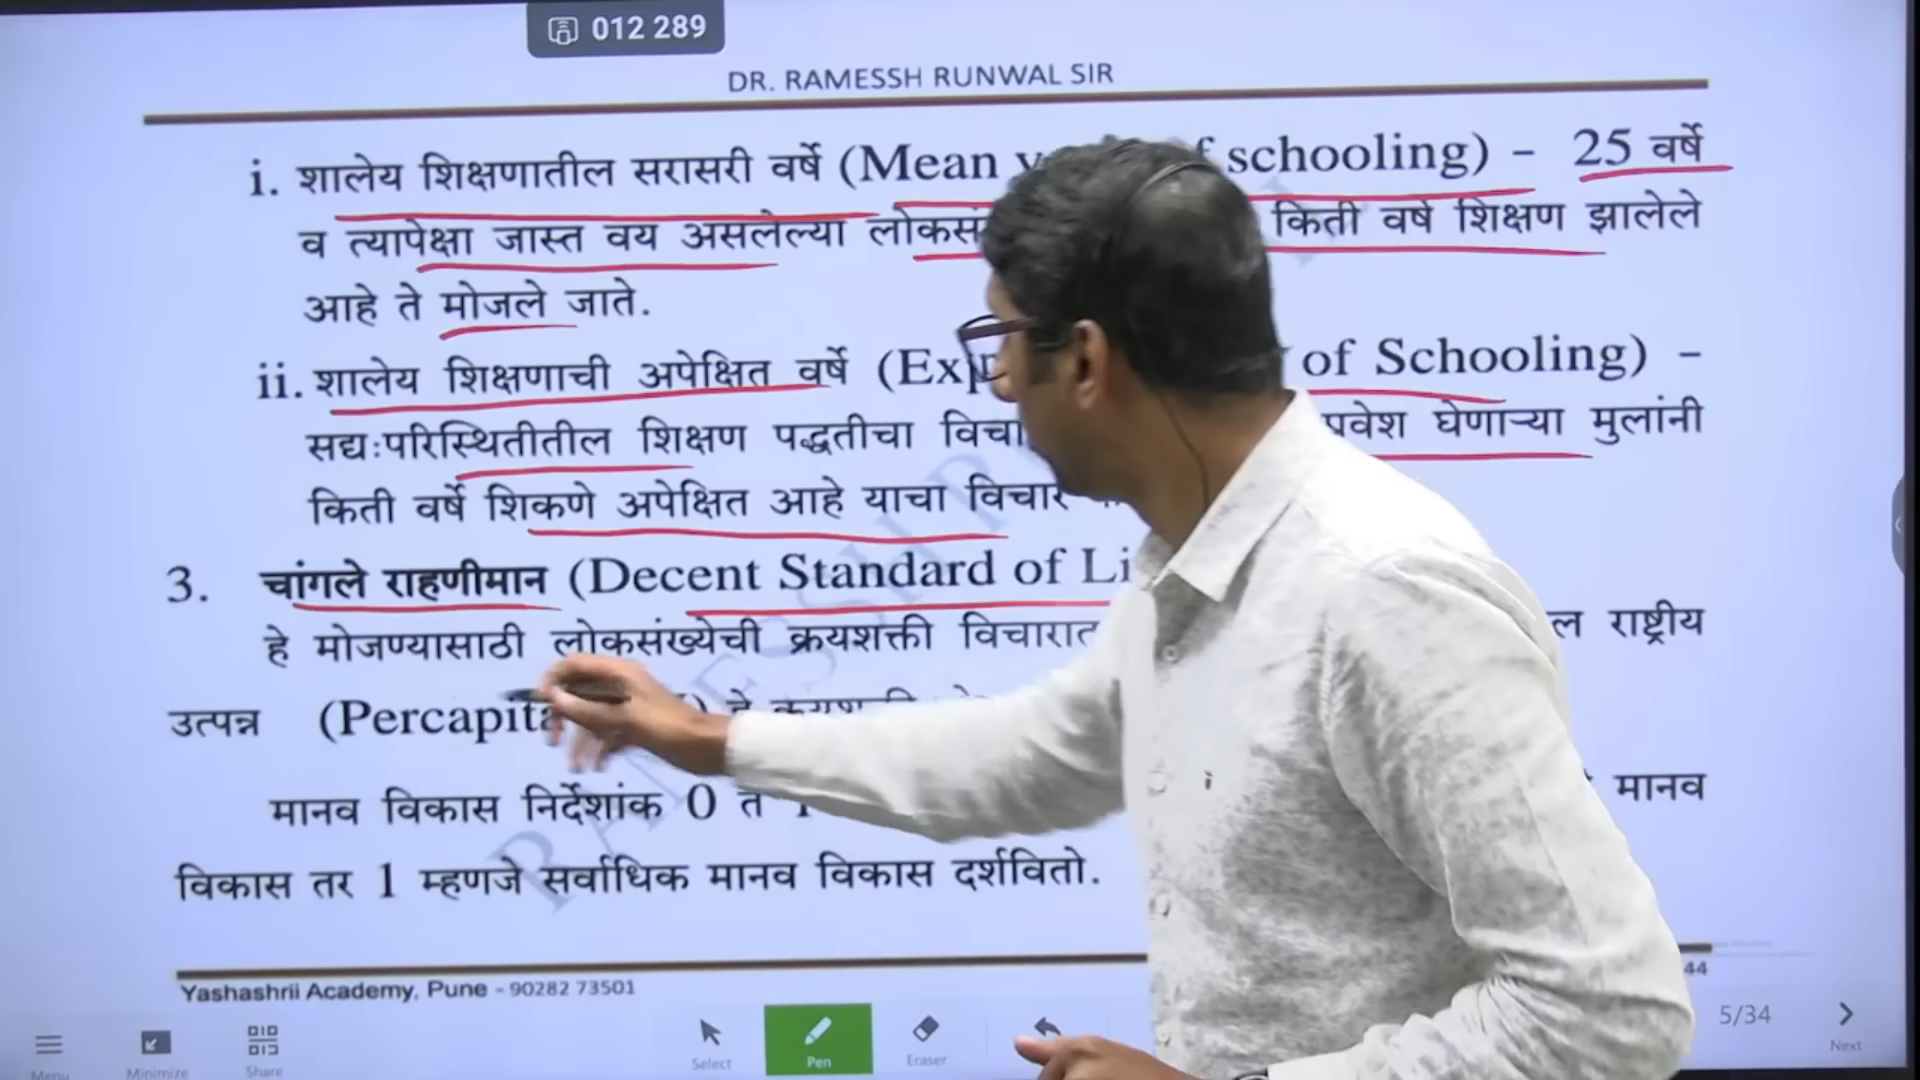 012 289
DR. RAMESSH RUNWAL SIR
i. शालेय शिक्षणातील सरासरी वर्षे (Mean schooling) - 25 वर्षे
व त्यापेक्षा जास्त वय असलेल्या किती वर्षे शिक्षण झालेले
आहे ते मोजले जाते.
ii. शालेय शिक्षणाची अपेक्षित वर्षे of Schooling) -
सद्यःपरिस्थितीतील शिक्षण पद्धतीचा प्रवेश घेणाऱ्या मुलांनी
किती वर्षे शिकणे अपेक्षित आहे याचा विचार
3. चांगले राहणीमान (Decent Standard of
हे मोजण्यासाठी लोकसंख्येची क्रयशक्ती राष्ट्रीय
उत्पन्न (Percapita हे क्रयशक्ती
मानव विकास निर्देशांक 0 ते 1 मानव
विकास तर 1 म्हणजे सर्वाधिक मानव विकास दर्शवितो.
Yashashrii Academy, Pune - 90282 73501
44
5/34
Menu Minimize Share Select Pen Eraser Next